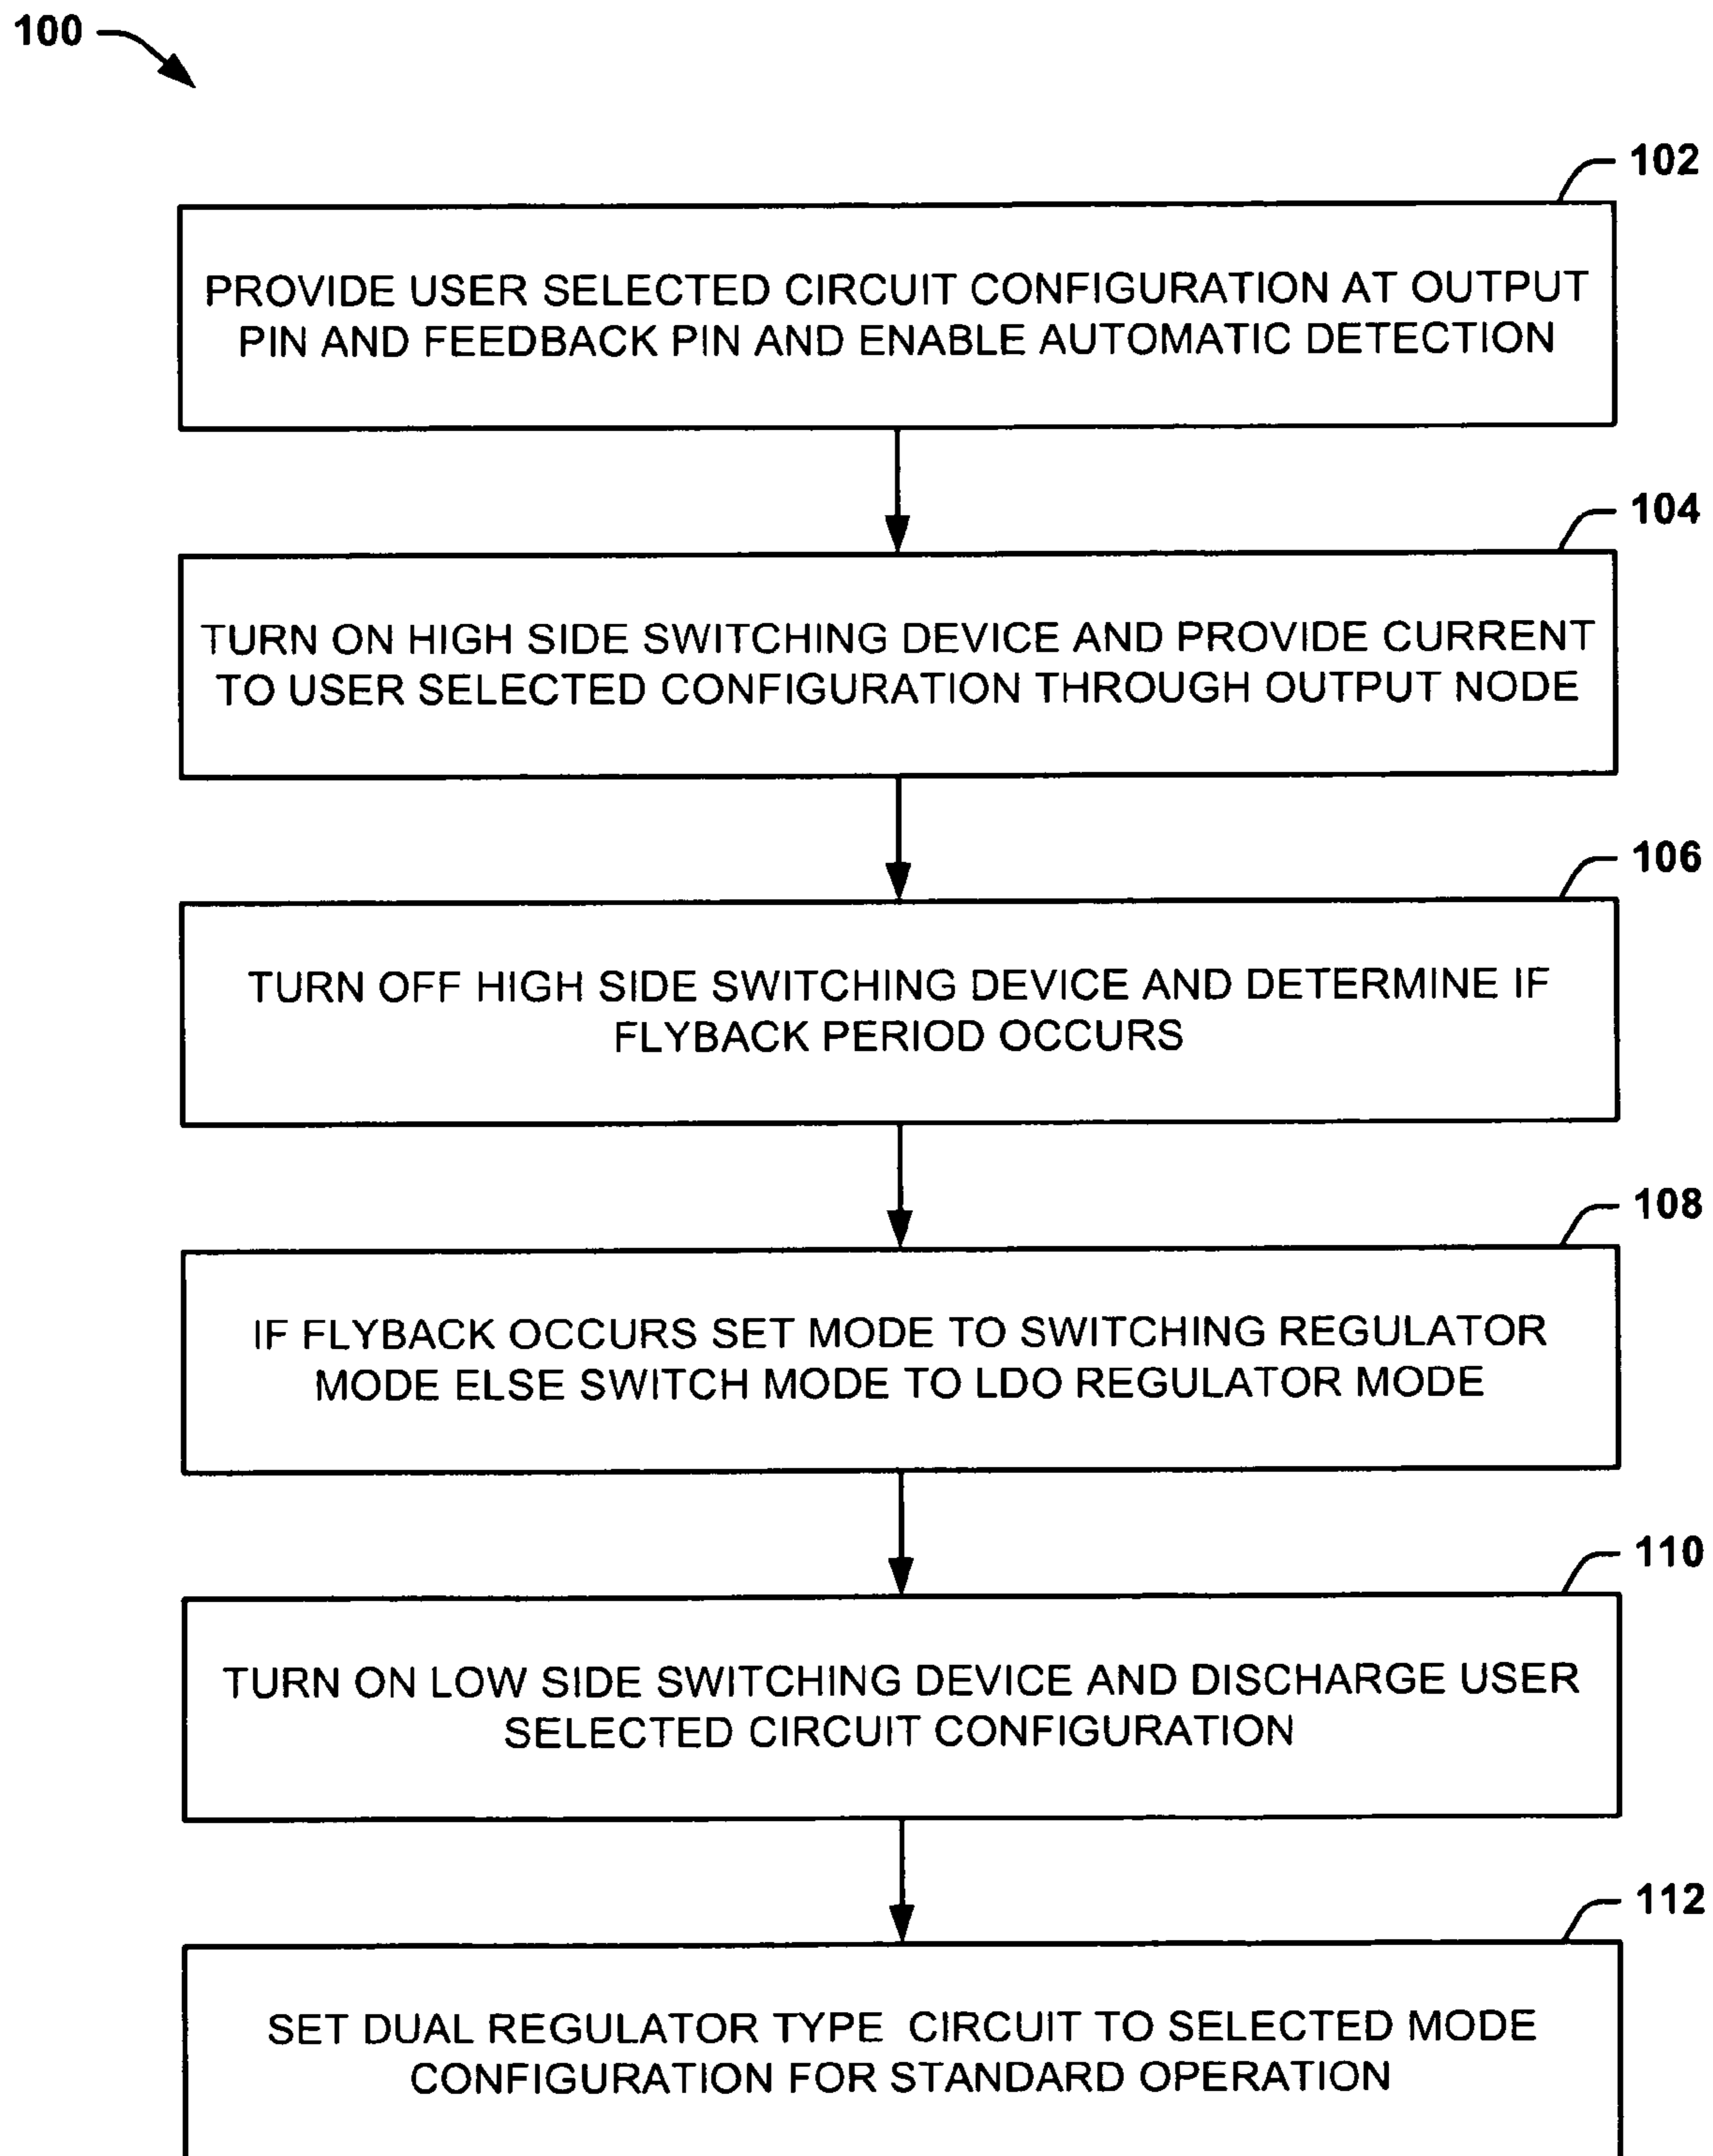 100
102
PROVIDE USER SELECTED CIRCUIT CONFIGURATION AT OUTPUT
PIN AND FEEDBACK PIN AND ENABLE AUTOMATIC DETECTION
104
TURN ON HIGH SIDE SWITCHING DEVICE AND PROVIDE CURRENT
TO USER SELECTED CONFIGURATION THROUGH OUTPUT NODE
106
TURN OFF HIGH SIDE SWITCHING DEVICE AND DETERMINE IF
FLYBACK PERIOD OCCURS
108
IF FLYBACK OCCURS SET MODE TO SWITCHING REGULATOR
MODE ELSE SWITCH MODE TO LDO REGULATOR MODE
110
TURN ON LOW SIDE SWITCHING DEVICE AND DISCHARGE USER
SELECTED CIRCUIT CONFIGURATION
112
SET DUAL REGULATOR TYPE CIRCUIT TO SELECTED MODE
CONFIGURATION FOR STANDARD OPERATION